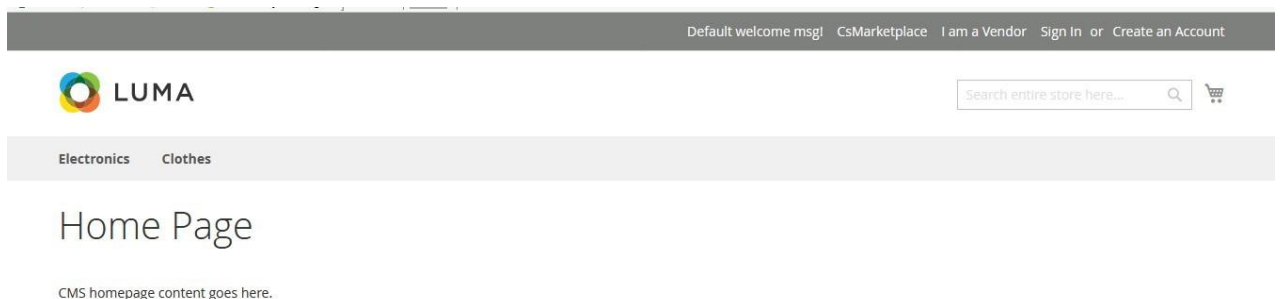 Default welcome msg! CsMarketplace I am a Vendor Sign In or Create an Account
LUMA
Search entire store here...
Electronics Clothes
Home Page
CMS homepage content goes here.